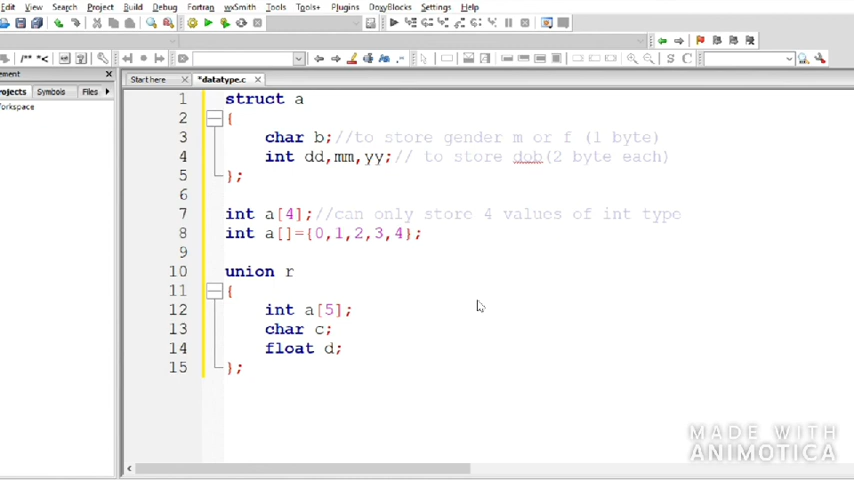 Edit View Search Project Build Debug Fortran wxSmith Tools Tools+ Plugins DoxyBlocks Settings Help
/** *<
S C
Start here
*datatype.c
Projects Symbols Files
1 struct a
2 {
3 char b;//to store gender m or f (1 byte)
4 int dd,mm,yy;// to store dob(2 byte each)
5 };
6
7 int a[4];//can only store 4 values of int type
8 int a[]={0,1,2,3,4};
9
10 union r
11 {
12 int a[5];
13 char c;
14 float d;
15 };
MADE WITH
ANIMOTICA